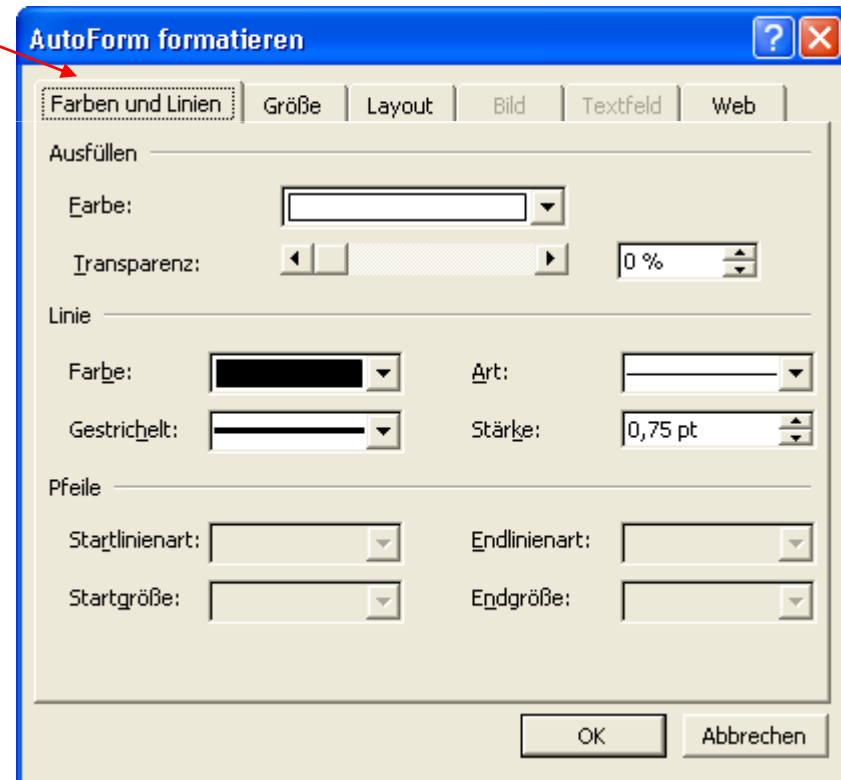 AutoForm formatieren
Farben und Linien Größe Layout Bild Textfeld Web
Ausfüllen
Farbe:
Transparenz: 0 %
Linie
Farbe: Art:
Gestrichelt: Stärke: 0,75 pt
Pfeile
Startlinienart: Endlinienart:
Startgröße: Endgröße:
OK Abbrechen